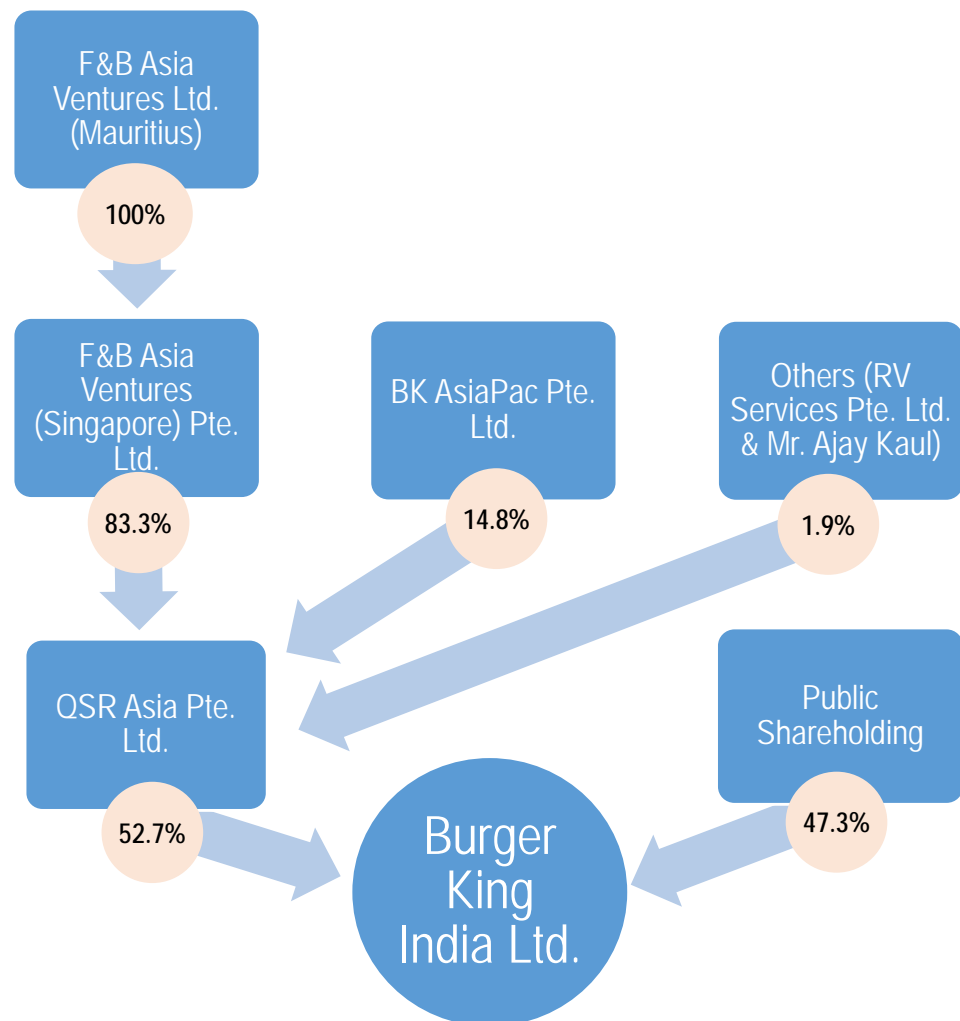 F&B Asia
Ventures Ltd.
(Mauritius)
100%
F&B Asia
Ventures
(Singapore) Pte.
Ltd.
83.3%
BK AsiaPac Pte.
Ltd.
14.8%
Others (RV
Services Pte. Ltd.
& Mr. Ajay Kaul)
1.9%
QSR Asia Pte.
Ltd.
52.7%
Public
Shareholding
47.3%
Burger
King
India Ltd.